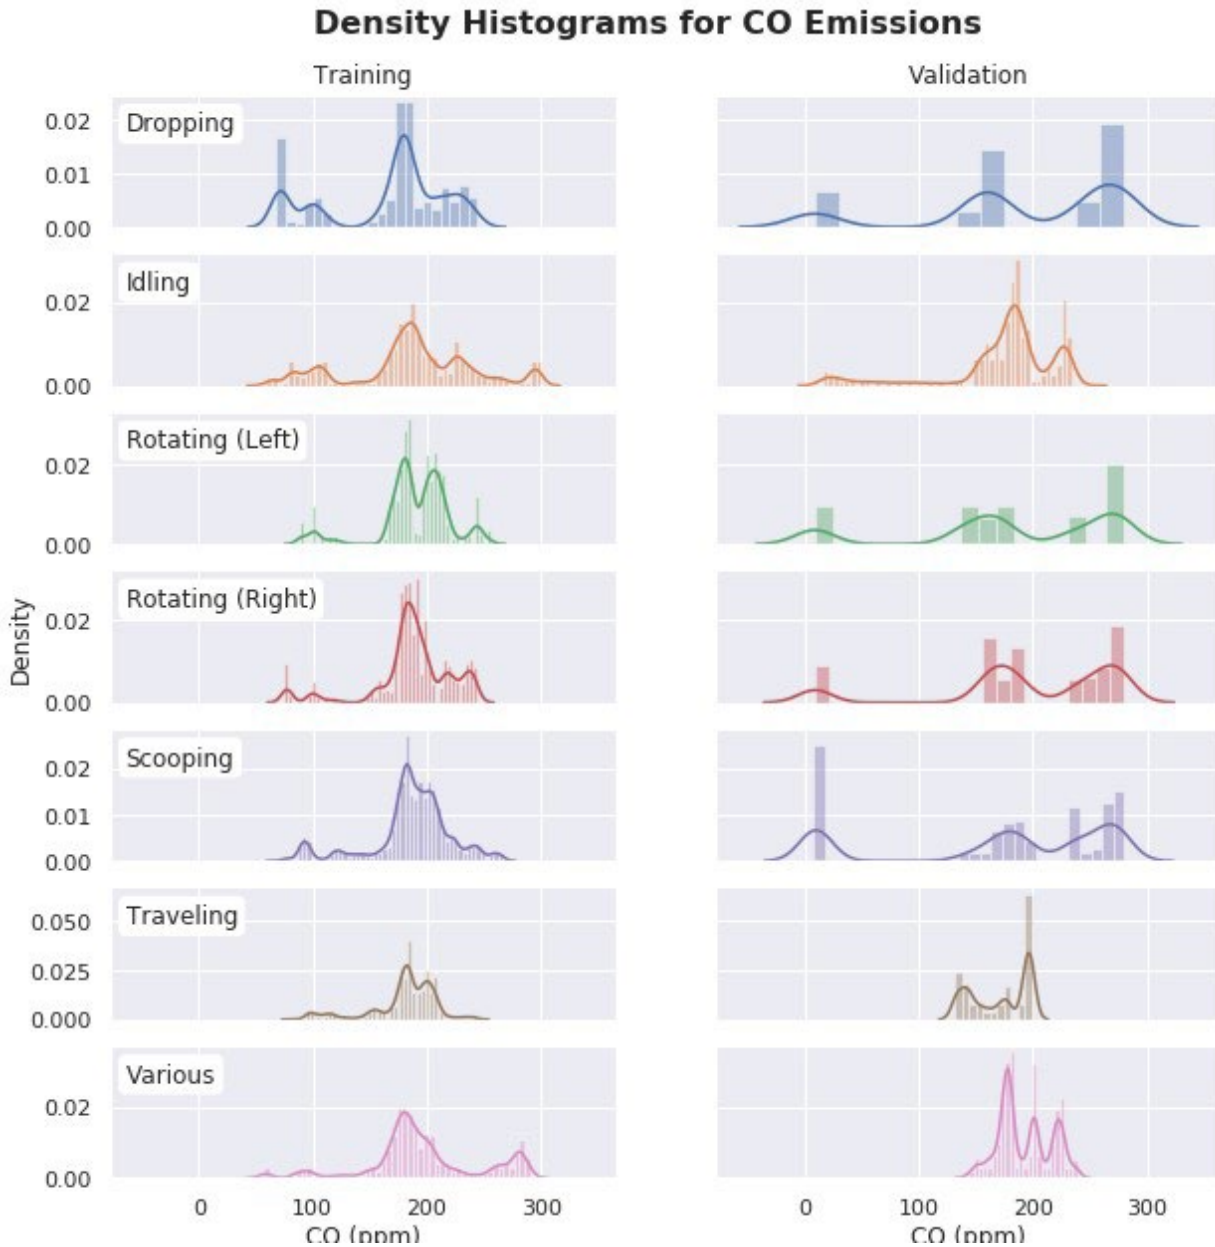 Density Histograms for CO Emissions
Training
Validation
Dropping
0.02
0.01
0.00
Idling
0.02
0.00
Rotating (Left)
0.02
0.00
Rotating (Right)
0.02
0.00
Density
Scooping
0.02
0.01
0.00
Traveling
0.050
0.025
0.000
Various
0.02
0.00
0 100 200 300 0 100 200 300
CO (ppm) CO (ppm)